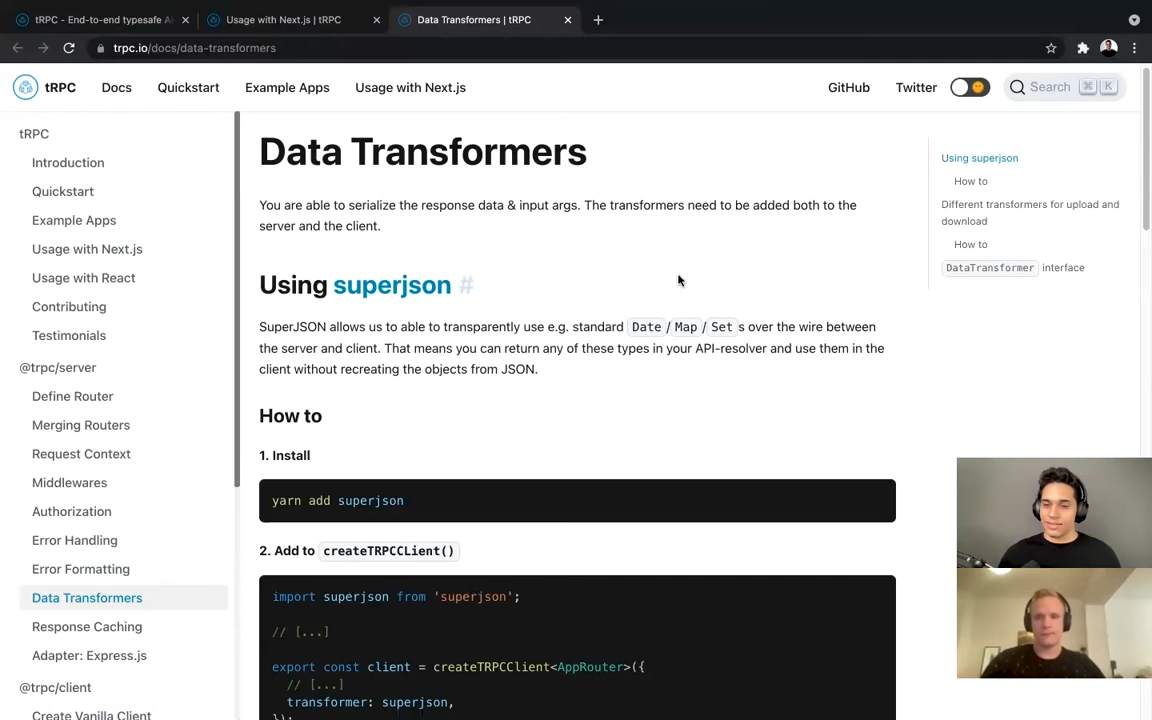 tRPC - End-to-end typesafe A
Usage with Next.js | tRPC
Data Transformers | tRPC
trpc.io/docs/data-transformers
tRPC
Docs
Quickstart
Example Apps
Usage with Next.js
GitHub
Twitter
Search ⌘ K
tRPC
Introduction
Quickstart
Example Apps
Usage with Next.js
Usage with React
Contributing
Testimonials
@trpc/server
Define Router
Merging Routers
Request Context
Middlewares
Authorization
Error Handling
Error Formatting
Data Transformers
Response Caching
Adapter: Express.js
@trpc/client
Create Vanilla Client
Data Transformers
You are able to serialize the response data & input args. The transformers need to be added both to the
server and the client.
Using superjson #
SuperJSON allows us to able to transparently use e.g. standard Date / Map / Set s over the wire between
the server and client. That means you can return any of these types in your API-resolver and use them in the
client without recreating the objects from JSON.
How to
1. Install
yarn add superjson
2. Add to createTRPCCLient()
import superjson from 'superjson';
// [...]
export const client = createTRPCClient<AppRouter>({
// [...]
transformer: superjson,
});
Using superjson
How to
Different transformers for upload and
download
How to
DataTransformer interface